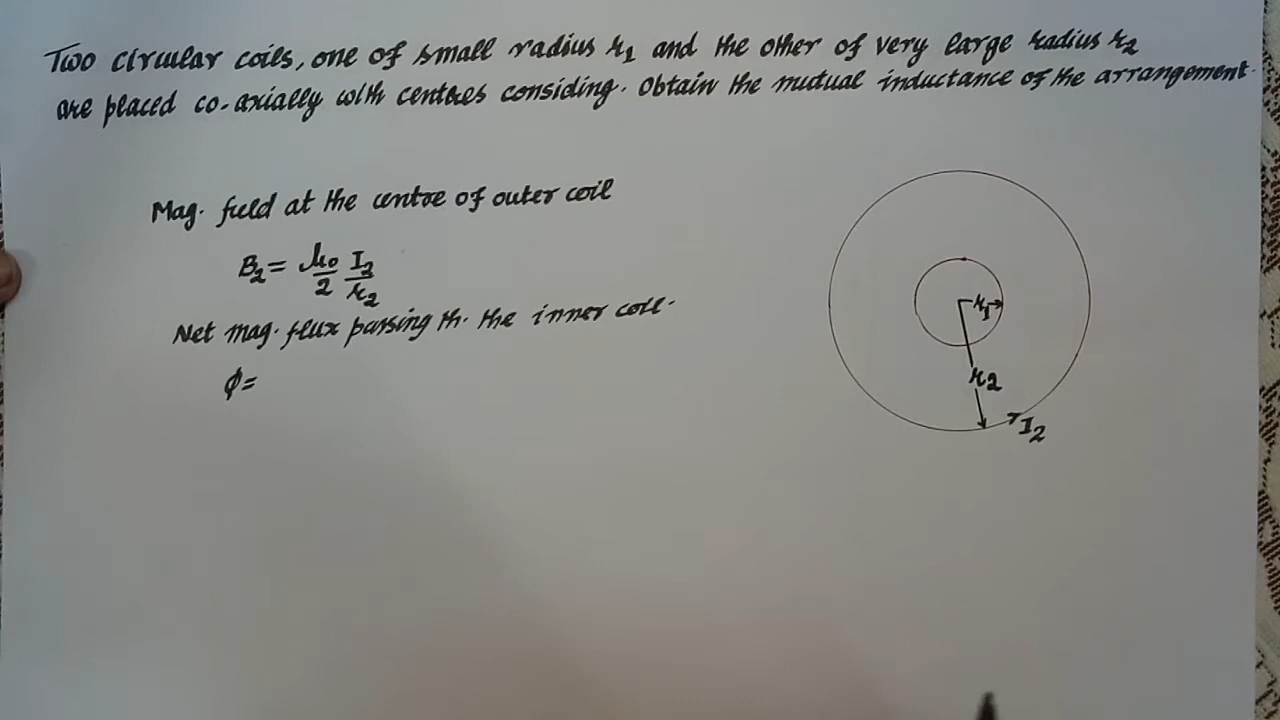 Two circular coils, one of small radius r₁ and the other of very large radius r₂
are placed co-axially with centres considing. Obtain the mutual inductance of the arrangement.
Mag. field at the centre of outer coil
B₂ = μ₀/2 I₂/r₂
Net mag. flux passing th. the inner coil.
ϕ =
r₁
r₂
I₂